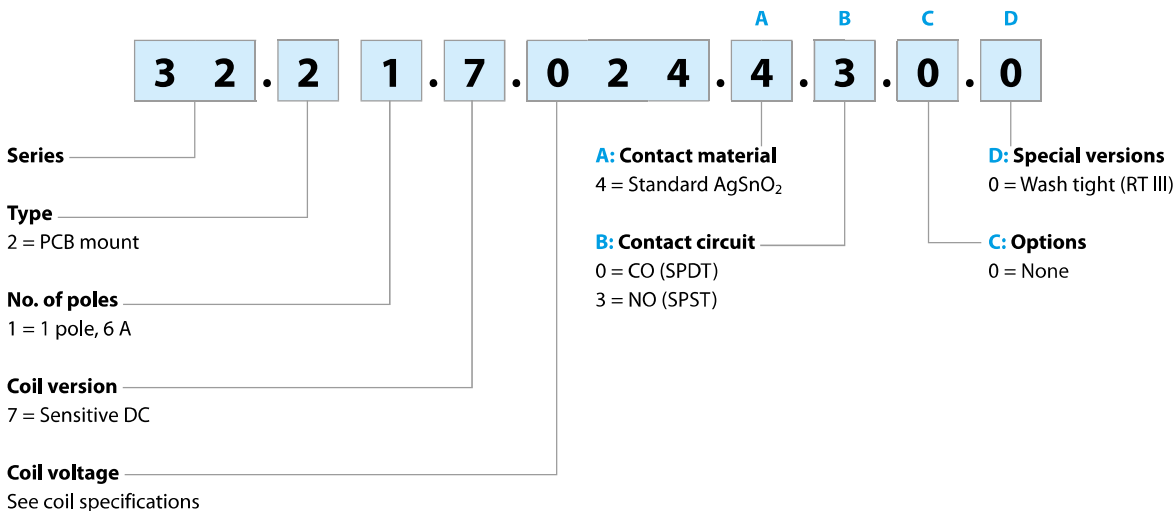 A B C D
3 2 . 2 1 . 7 . 0 2 4 . 4 . 3 . 0 . 0
Series
Type
2 = PCB mount
No. of poles
1 = 1 pole, 6 A
Coil version
7 = Sensitive DC
Coil voltage
See coil specifications
A: Contact material
4 = Standard AgSnO₂
B: Contact circuit
0 = CO (SPDT)
3 = NO (SPST)
D: Special versions
0 = Wash tight (RT III)
C: Options
0 = None